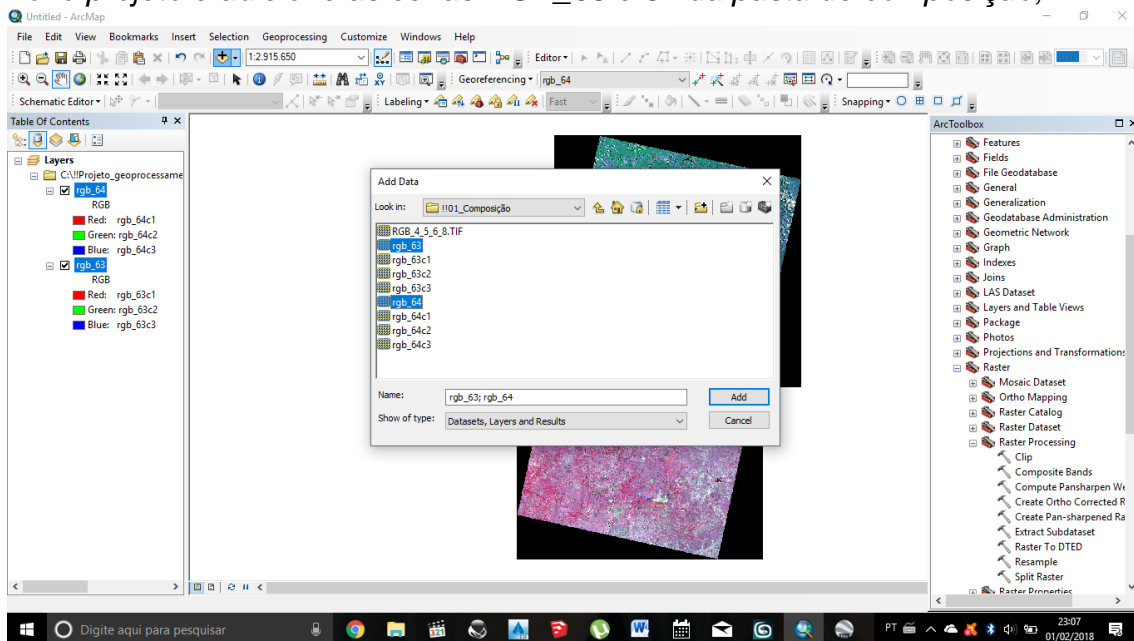 Untitled - ArcMap
File Edit View Bookmarks Insert Selection Geoprocessing Customize Windows Help
1:2.915.650
Editor
Georeferencing
rgb_64
Schematic Editor
Labeling
Fast
Snapping
Table Of Contents
Layers
C:\!!Projeto_geoprocessame
rgb_64
RGB
Red: rgb_64c1
Green: rgb_64c2
Blue: rgb_64c3
rgb_63
RGB
Red: rgb_63c1
Green: rgb_63c2
Blue: rgb_63c3
Add Data
Look in:
!!01_Composição
RGB_4_5_6_8.TIF
rgb_63
rgb_63c1
rgb_63c2
rgb_63c3
rgb_64
rgb_64c1
rgb_64c2
rgb_64c3
Name:
rgb_63; rgb_64
Add
Show of type:
Datasets, Layers and Results
Cancel
ArcToolbox
Features
Fields
File Geodatabase
General
Generalization
Geodatabase Administration
Geometric Network
Graph
Indexes
Joins
LAS Dataset
Layers and Table Views
Package
Photos
Projections and Transformations
Raster
Mosaic Dataset
Ortho Mapping
Raster Catalog
Raster Dataset
Raster Processing
Clip
Composite Bands
Compute Pansharpen We
Create Ortho Corrected R
Create Pan-sharpened Ra
Extract Subdataset
Raster To DTED
Resample
Split Raster
Raster Properties
Digite aqui para pesquisar
PT
23:07
01/02/2018